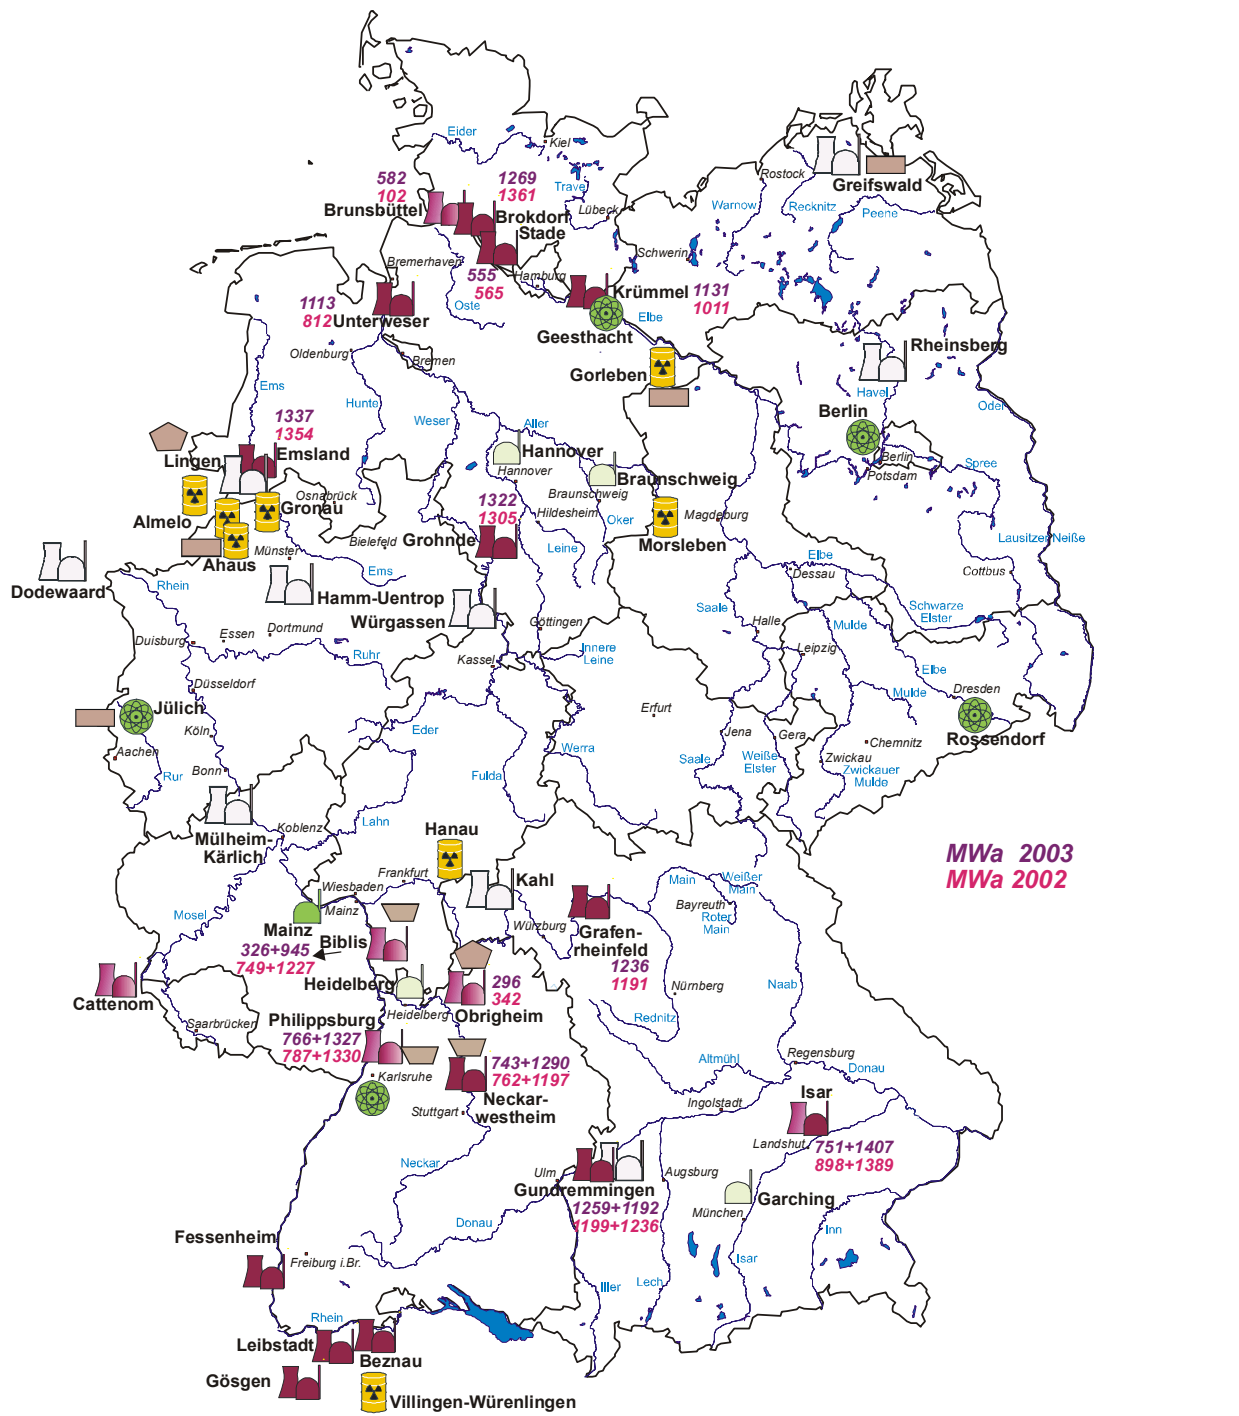 Eider
Kiel
582
102
Brunsbüttel
1269
1361
Brokdorf
Stade
Trave
Lübeck
Rostock
Greifswald
Warnow
Recknitz
Peene
Schwerin
Bremerhaven
555
565
Hamburg
Oste
1113
812
Unterweser
Krümmel
1131
1011
Geesthacht
Elbe
Oldenburg
Bremen
Gorleben
Rheinsberg
Havel
Oder
Ems
Hunte
Weser
Aller
Berlin
Berlin
Potsdam
Spree
1337
1354
Emsland
Lingen
Hannover
Hannover
Braunschweig
Braunschweig
Osnabrück
Gronau
Almelo
1322
1305
Hildesheim
Oker
Magdeburg
Morsleben
Grohnde
Leine
Bielefeld
Münster
Ahaus
Ems
Lausitzer Neiße
Elbe
Dessau
Cottbus
Dodewaard
Rhein
Hamm-Uentrop
Würgassen
Saale
Schwarze
Elster
Halle
Mulde
Duisburg
Essen
Dortmund
Ruhr
Göttingen
Innere
Leine
Kassel
Leipzig
Elbe
Düsseldorf
Mulde
Dresden
Jülich
Köln
Eder
Erfurt
Rossendorf
Aachen
Werra
Jena
Gera
Chemnitz
Rur
Bonn
Fulda
Saale
Weiße
Elster
Zwickau
Zwickauer
Mulde
Mülheim-
Kärlich
Koblenz
Lahn
Hanau
MWa 2003
MWa 2002
Frankfurt
Wiesbaden
Kahl
Main
Weißer
Main
Mosel
Mainz
Mainz
Würzburg
Bayreuth
Roter
Main
Grafen-
rheinfeld
1236
1191
Biblis
326+945
749+1227
Cattenom
Heidelberg
Heidelberg
296
342
Obrigheim
Nürnberg
Naab
Rednitz
Saarbrücken
Philippsburg
766+1327
787+1330
743+1290
762+1197
Neckar-
westheim
Karlsruhe
Stuttgart
Altmühl
Regensburg
Donau
Ingolstadt
Isar
Landshut
751+1407
898+1389
Neckar
Ulm
Augsburg
Gundremmingen
1259+1192
1199+1236
Garching
München
Donau
Inn
Fessenheim
Freiburg i.Br.
Iller
Lech
Isar
Rhein
Leibstadt
Beznau
Gösgen
Villingen-Würenlingen